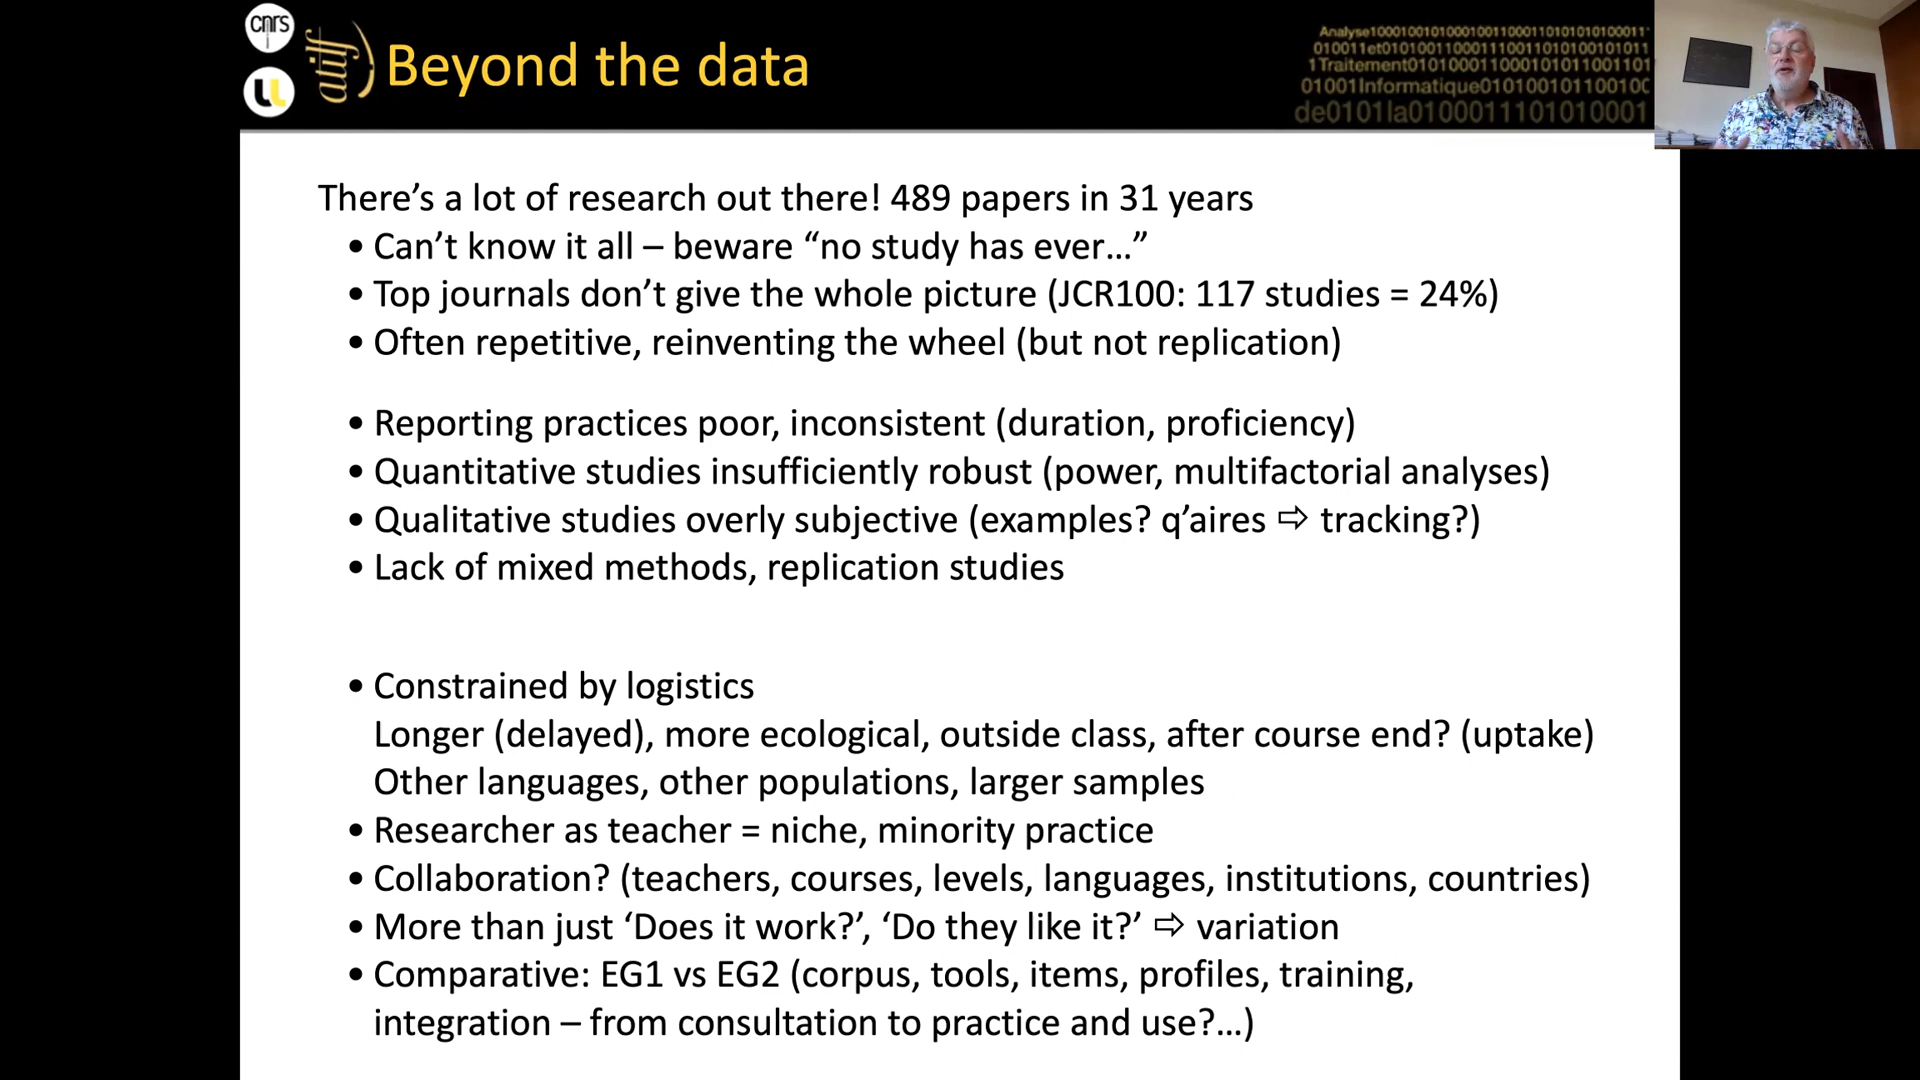 cnrs
atilf
Beyond the data
Analyse10001001010001001100011010101010100011
010011et01010011000111001101010010101011
1Traitement0101000110001010110011010
01001Informatique01010010110010C
de0101la0100011101010001
There’s a lot of research out there! 489 papers in 31 years
• Can’t know it all – beware “no study has ever…”
• Top journals don’t give the whole picture (JCR100: 117 studies = 24%)
• Often repetitive, reinventing the wheel (but not replication)
• Reporting practices poor, inconsistent (duration, proficiency)
• Quantitative studies insufficiently robust (power, multifactorial analyses)
• Qualitative studies overly subjective (examples? q’aires ⇨ tracking?)
• Lack of mixed methods, replication studies
• Constrained by logistics
Longer (delayed), more ecological, outside class, after course end? (uptake)
Other languages, other populations, larger samples
• Researcher as teacher = niche, minority practice
• Collaboration? (teachers, courses, levels, languages, institutions, countries)
• More than just ‘Does it work?’, ‘Do they like it?’ ⇨ variation
• Comparative: EG1 vs EG2 (corpus, tools, items, profiles, training,
integration – from consultation to practice and use?…)